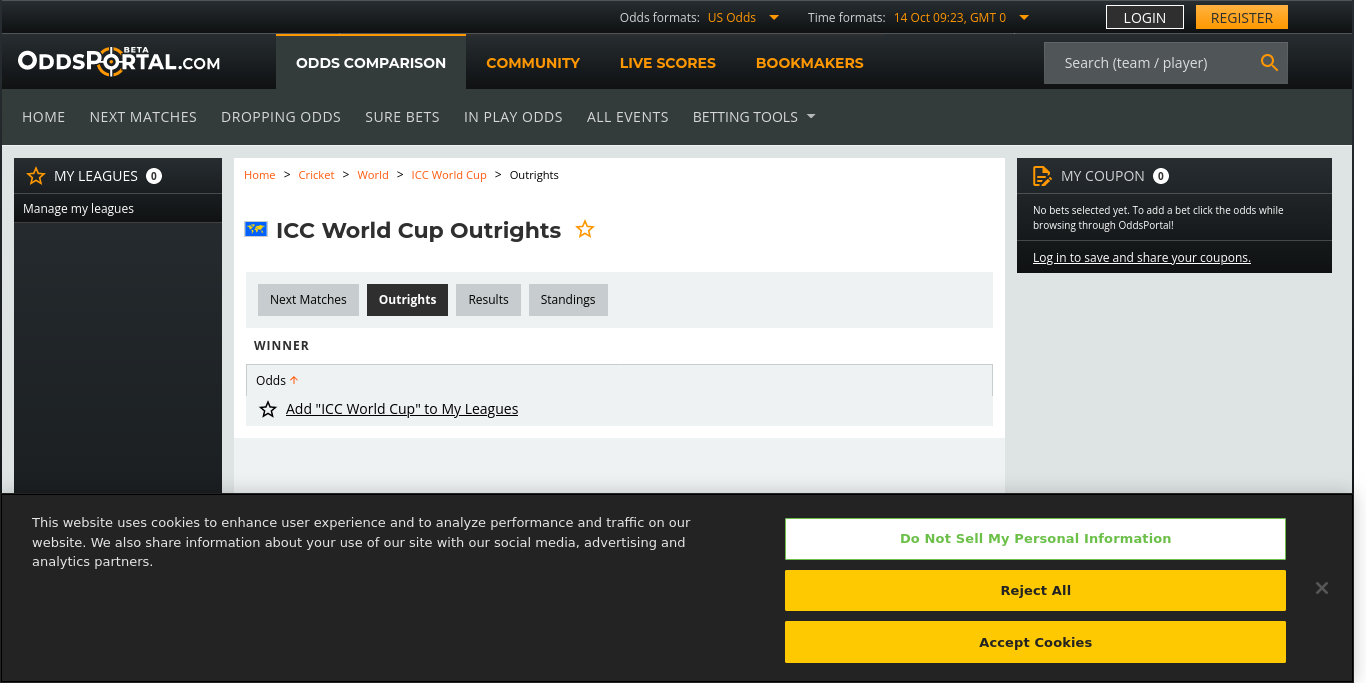 Odds formats: US Odds Time formats: 14 Oct 09:23, GMT 0 LOGIN REGISTER
ODDSPORTAL.COM BETA ODDS COMPARISON COMMUNITY LIVE SCORES BOOKMAKERS Search (team / player)
HOME NEXT MATCHES DROPPING ODDS SURE BETS IN PLAY ODDS ALL EVENTS BETTING TOOLS
MY LEAGUES 0
Manage my leagues
Home > Cricket > World > ICC World Cup > Outrights
ICC World Cup Outrights
Next Matches Outrights Results Standings
WINNER
Odds
Add "ICC World Cup" to My Leagues
MY COUPON 0
No bets selected yet. To add a bet click the odds while
browsing through OddsPortal!
Log in to save and share your coupons.
This website uses cookies to enhance user experience and to analyze performance and traffic on our
website. We also share information about your use of our site with our social media, advertising and
analytics partners.
Do Not Sell My Personal Information
Reject All
Accept Cookies